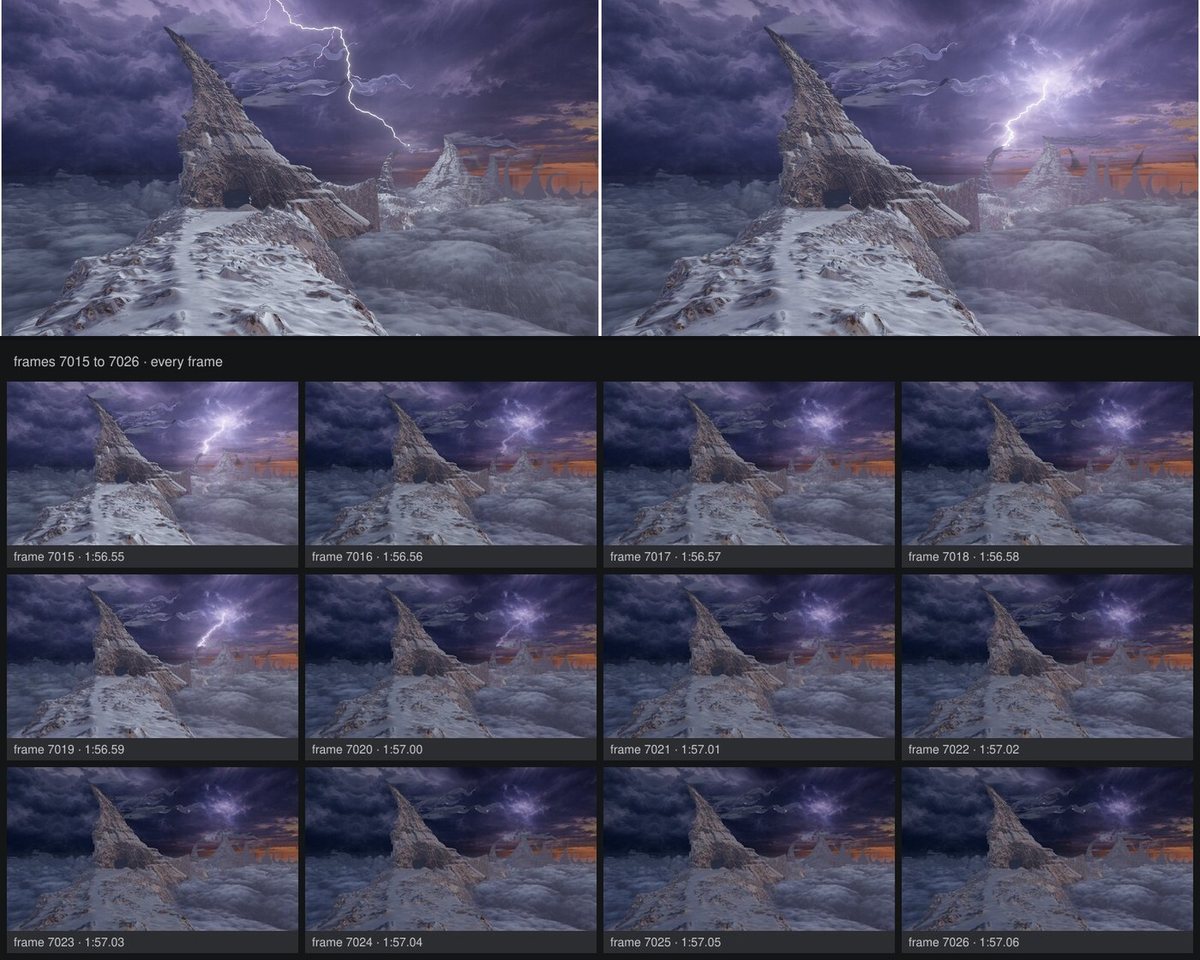 frames 7015 to 7026 · every frame
frame 7015 · 1:56.55
frame 7016 · 1:56.56
frame 7017 · 1:56.57
frame 7018 · 1:56.58
frame 7019 · 1:56.59
frame 7020 · 1:57.00
frame 7021 · 1:57.01
frame 7022 · 1:57.02
frame 7023 · 1:57.03
frame 7024 · 1:57.04
frame 7025 · 1:57.05
frame 7026 · 1:57.06